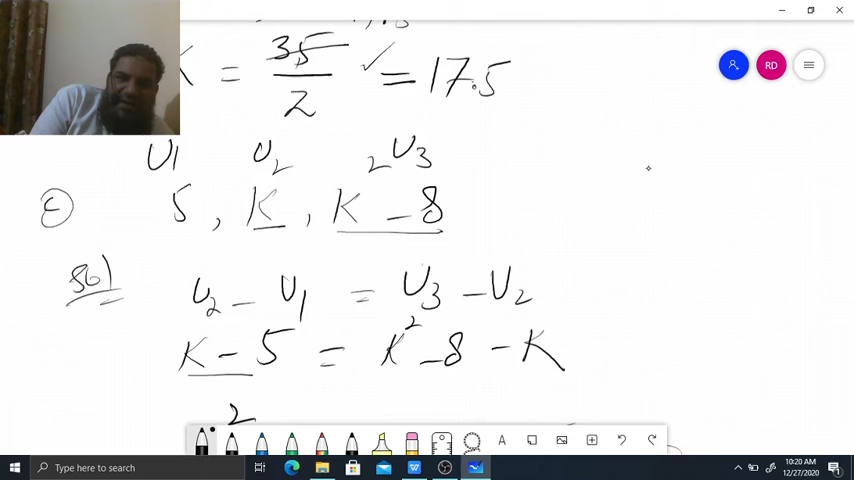 K = 35/2 ✓ = 17.5
U1 U2 U3
c 5, K, K² - 8
Sol)
U2 - U1 = U3 - U2
K - 5 = K² - 8 - K
2
RD
A
Type here to search
10:20 AM
12/27/2020